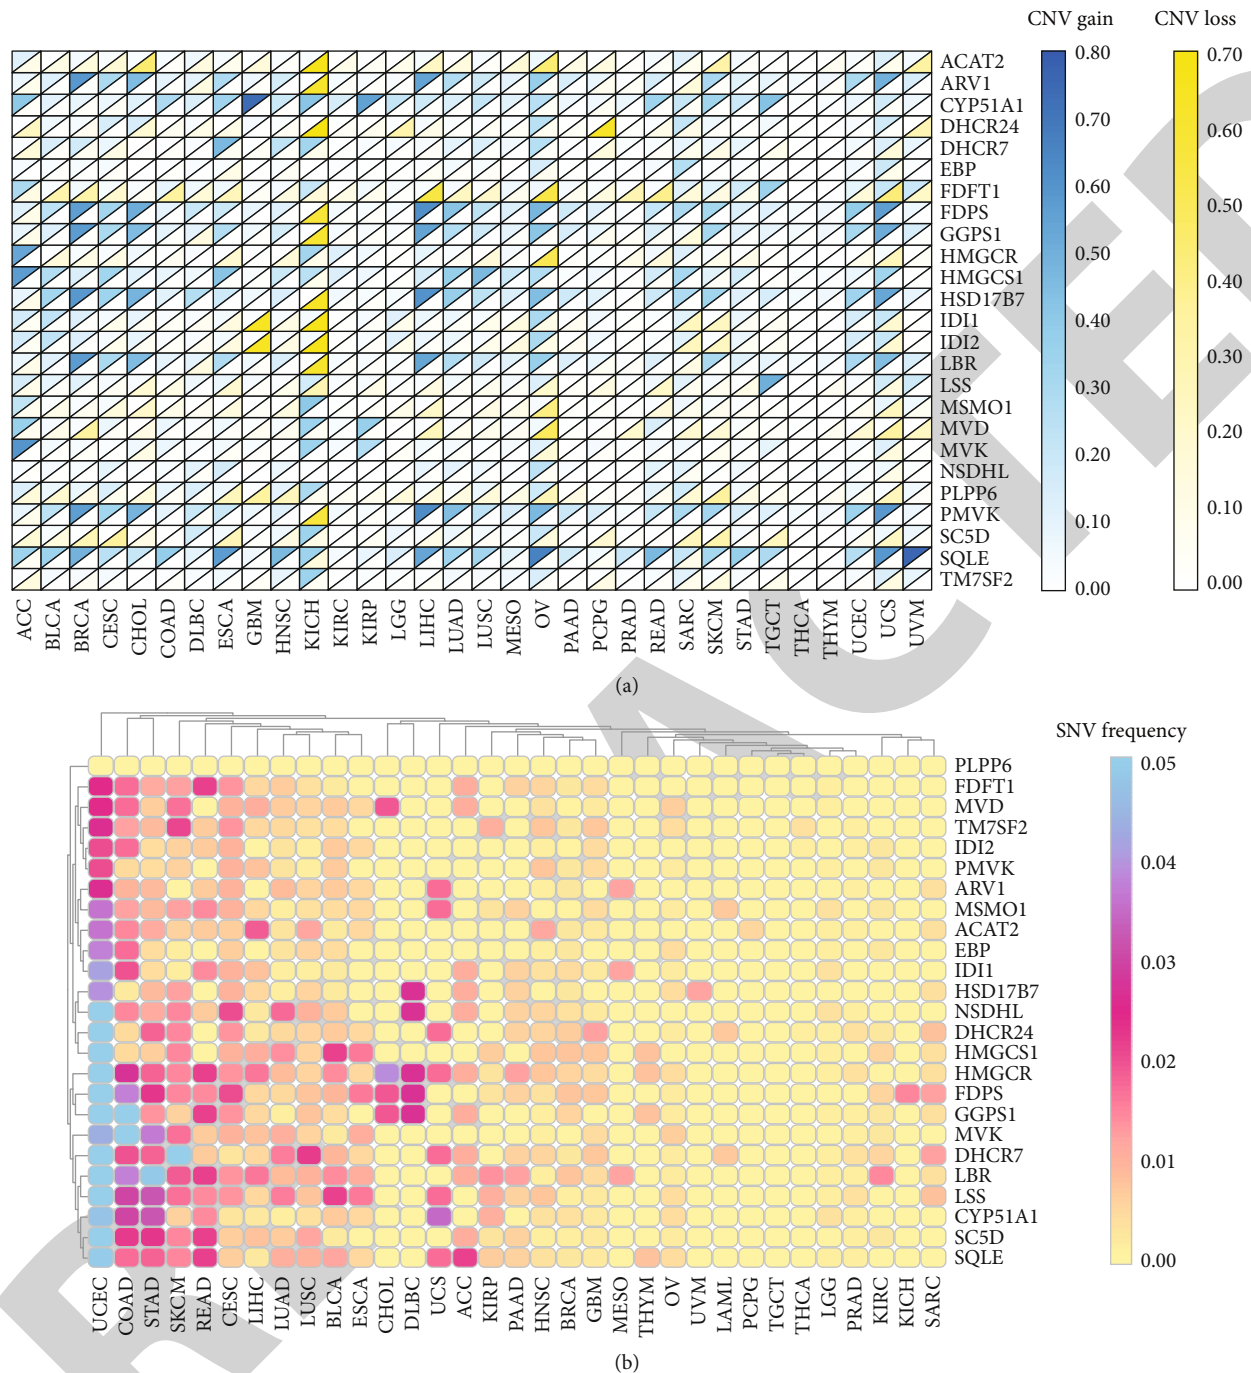 CNV gain
CNV loss
0.80
0.70
0.60
0.50
0.40
0.30
0.20
0.10
0.00
0.70
0.60
0.50
0.40
0.30
0.20
0.10
0.00
ACAT2
ARV1
CYP51A1
DHCR24
DHCR7
EBP
FDFT1
FDPS
GGPS1
HMGCR
HMGCS1
HSD17B7
IDI1
IDI2
LBR
LSS
MSMO1
MVD
MVK
NSDHL
PLPP6
PMVK
SC5D
SQLE
TM7SF2
ACC BLCA BRCA CESC CHOL COAD DLBC ESCA GBM HNSC KICH KIRC KIRP LGG LIHC LUAD LUSC MESO OV PAAD PCPG PRAD READ SARC SKCM STAD TGCT THCA THYM UCEC UCS UVM
(a)
SNV frequency
0.05
0.04
0.03
0.02
0.01
0.00
PLPP6
FDFT1
MVD
TM7SF2
IDI2
PMVK
ARV1
MSMO1
ACAT2
EBP
IDI1
HSD17B7
NSDHL
DHCR24
HMGCS1
HMGCR
FDPS
GGPS1
MVK
DHCR7
LBR
LSS
CYP51A1
SC5D
SQLE
UCEC COAD STAD SKCM READ CESC LIHC LUAD LUSC BLCA ESCA CHOL DLBC UCS ACC KIRP PAAD HNSC BRCA GBM MESO THYM OV UVM LAML PCPG TGCT THCA LGG PRAD KIRC KICH SARC
(b)
RETRACTED